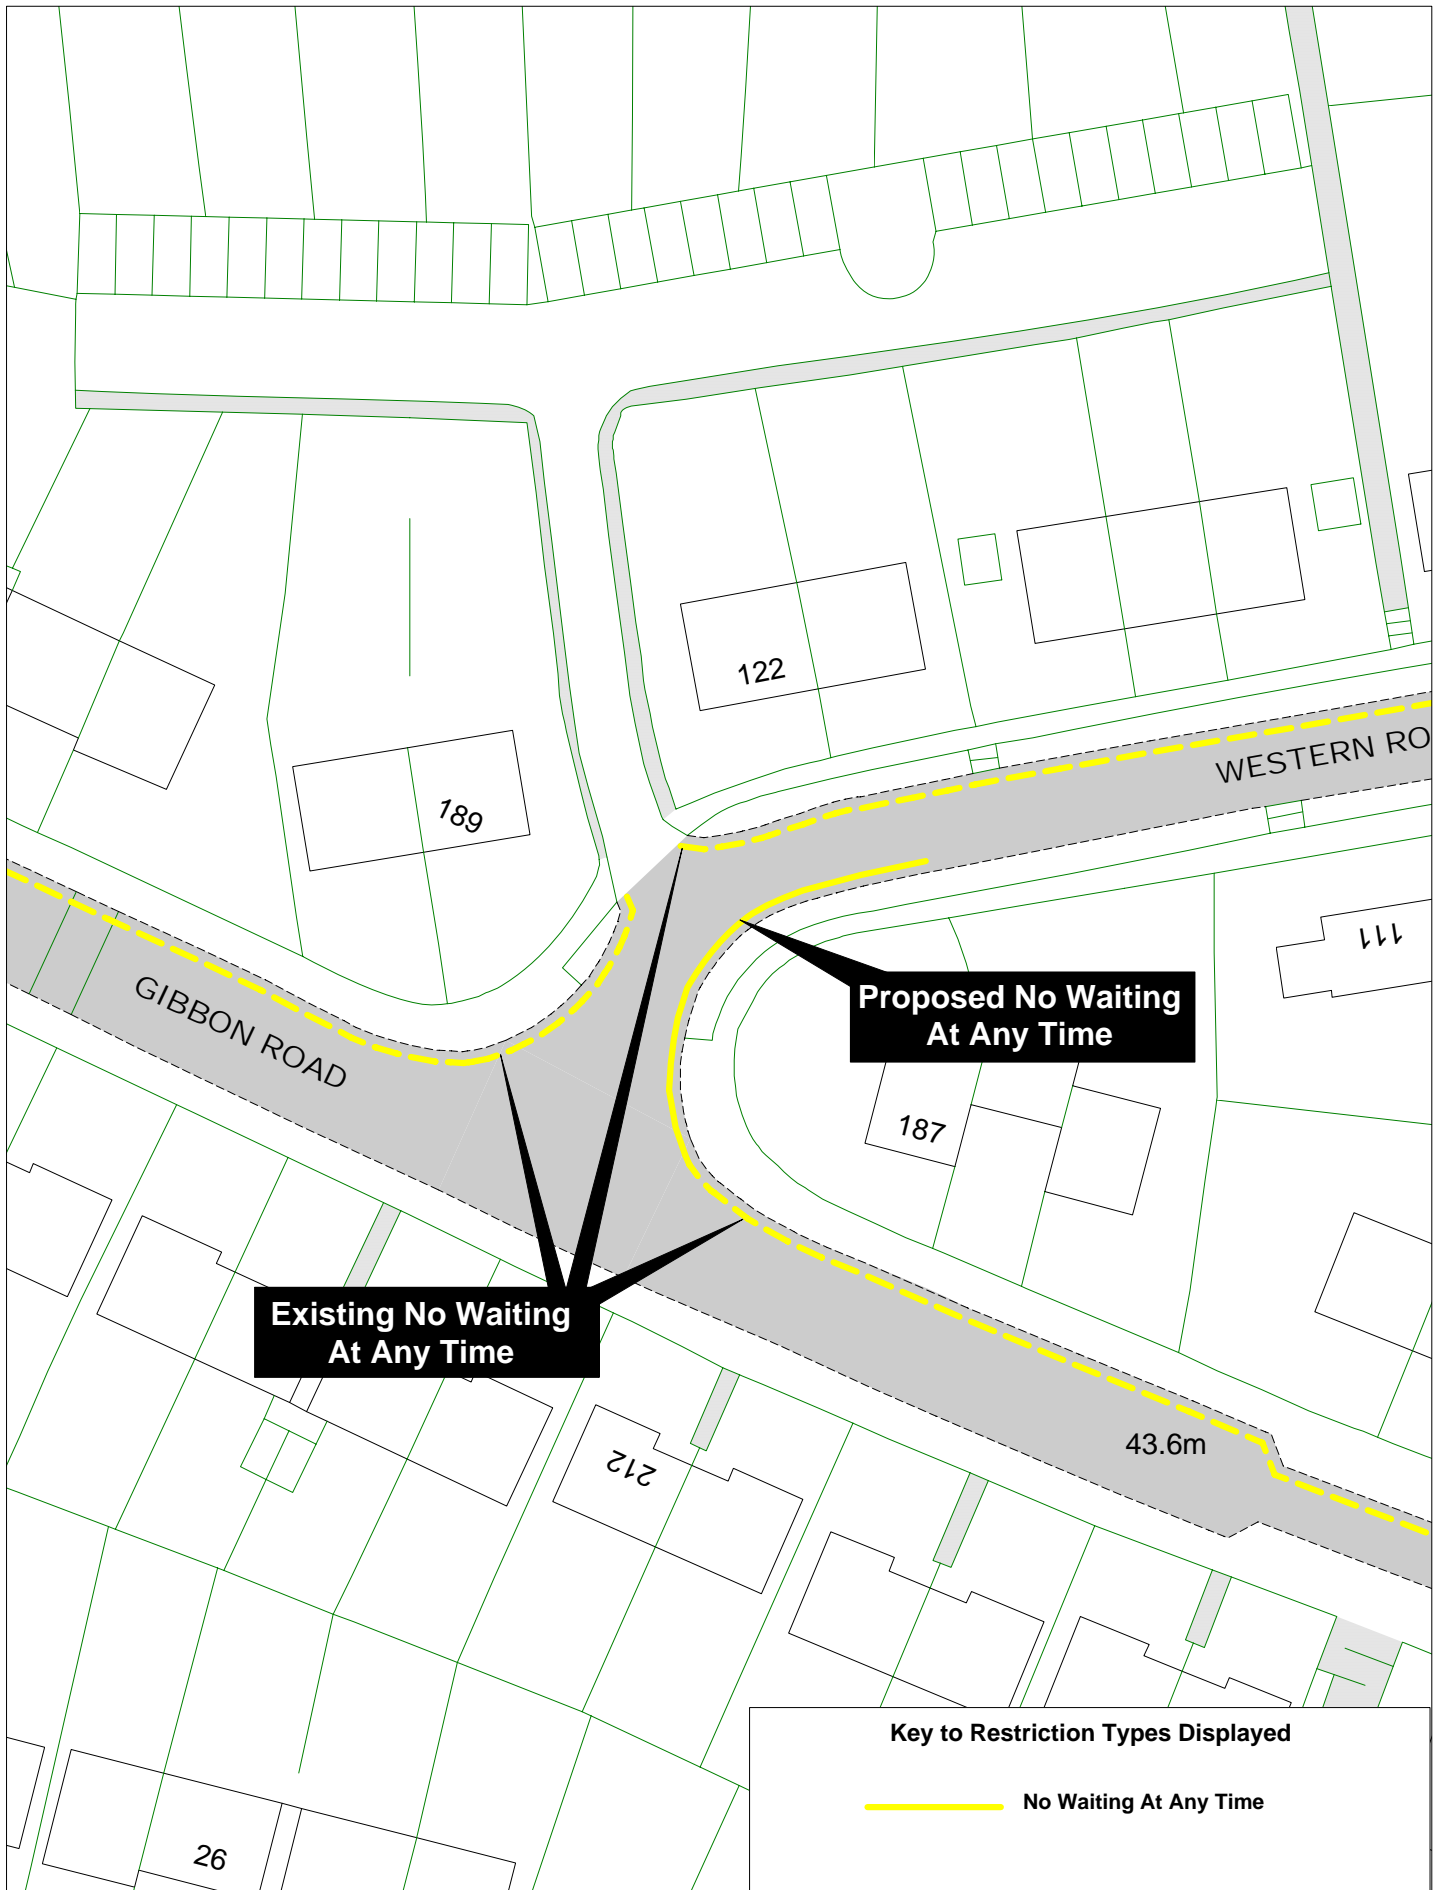 122
WESTERN RO
189
111
GIBBON ROAD
Proposed No Waiting
At Any Time
187
Existing No Waiting
At Any Time
43.6m
212
Key to Restriction Types Displayed
No Waiting At Any Time
26